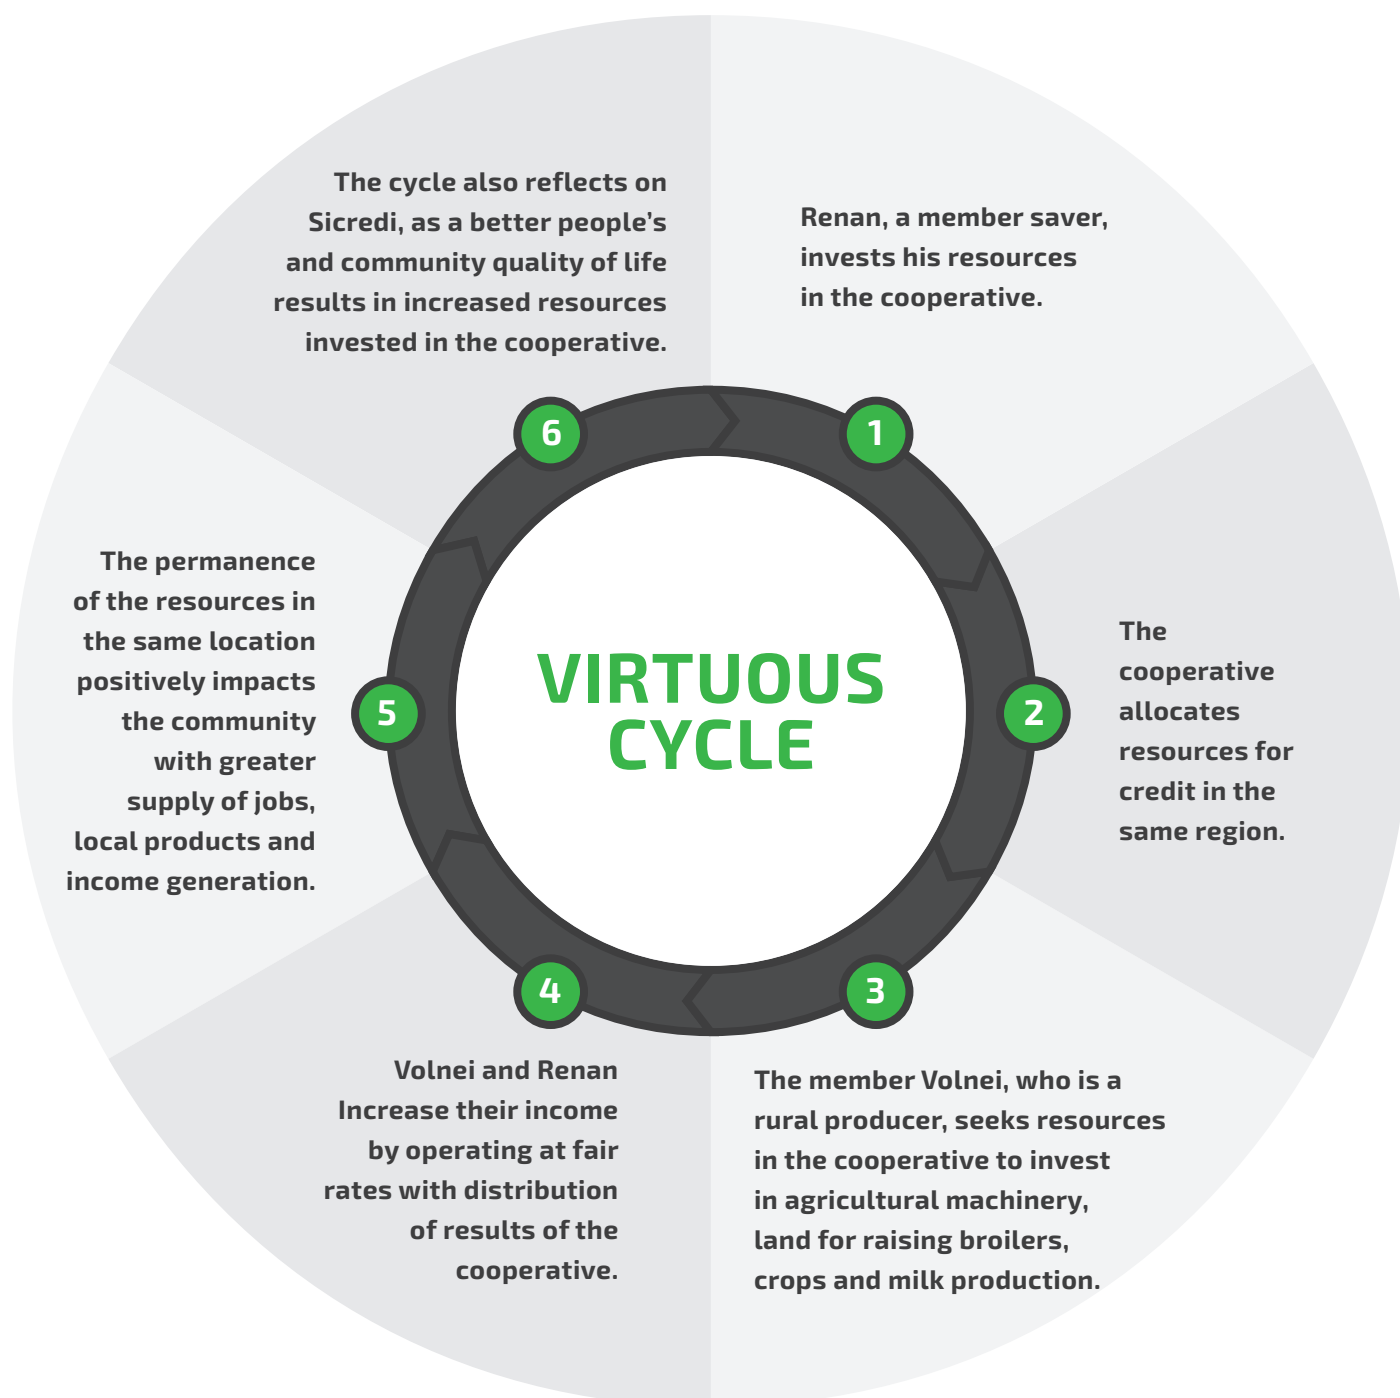 VIRTUOUS
CYCLE
1
Renan, a member saver,
invests his resources
in the cooperative.
2
The
cooperative
allocates
resources for
credit in the
same region.
3
The member Volnei, who is a
rural producer, seeks resources
in the cooperative to invest
in agricultural machinery,
land for raising broilers,
crops and milk production.
4
Volnei and Renan
Increase their income
by operating at fair
rates with distribution
of results of the
cooperative.
5
The permanence
of the resources in
the same location
positively impacts
the community
with greater
supply of jobs,
local products and
income generation.
6
The cycle also reflects on
Sicredi, as a better people’s
and community quality of life
results in increased resources
invested in the cooperative.